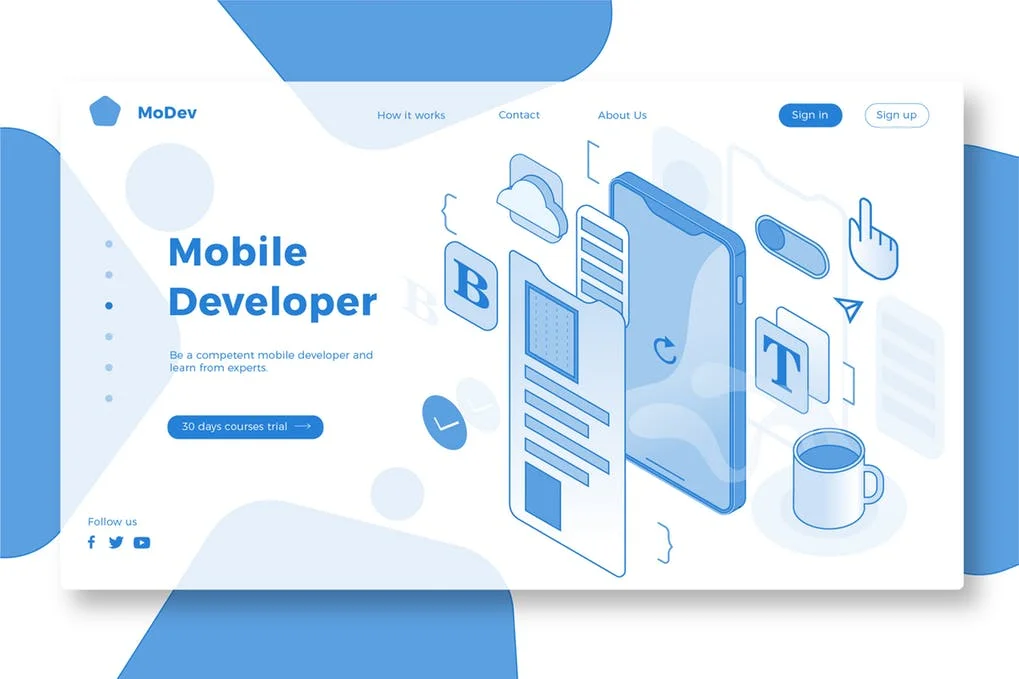 MoDev
How it works
Contact
About Us
Sign in
Sign up
Mobile
Developer
Be a competent mobile developer and
learn from experts.
30 days courses trial
Follow us
B
B
T